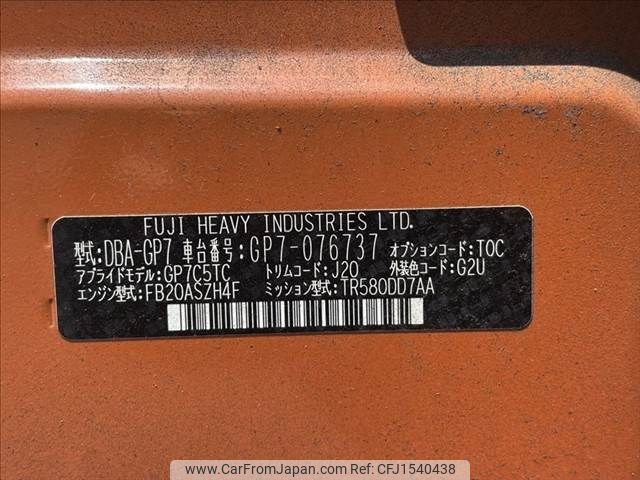 FUJI HEAVY INDUSTRIES LTD.
型式:DBA-GP7 車台番号:GP7-076737 オプションコード:TOC
アプライドモデル:GP7C5TC トリムコード:J20 外装色コード:G2U
エンジン型式:FB20ASZH4F ミッション型式:TR580DD7AA
www.CarFromJapan.com - CFJ1540438